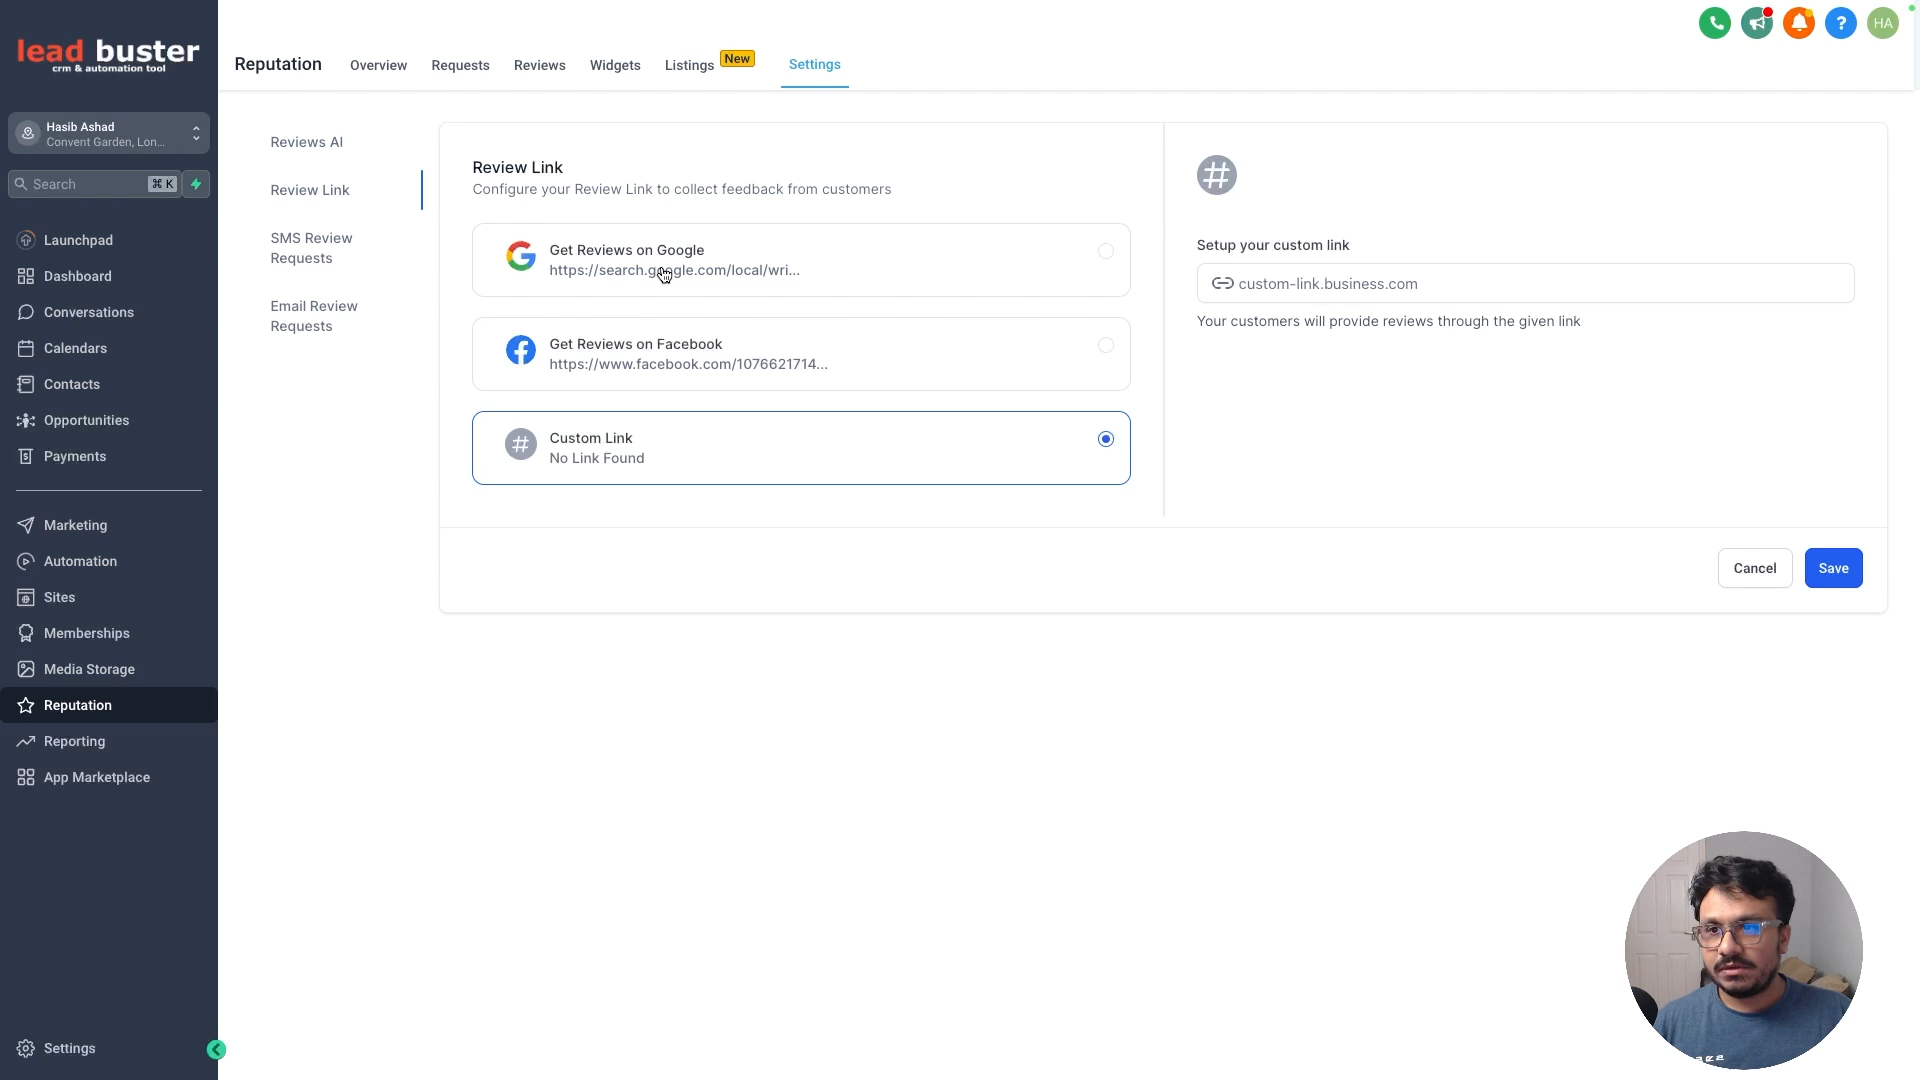 lead buster
crm & automation tool
Hasib Ashad
Convent Garden, Lon...
Search
⌘ K
Launchpad
Dashboard
Conversations
Calendars
Contacts
Opportunities
Payments
Marketing
Automation
Sites
Memberships
Media Storage
Reputation
Reporting
App Marketplace
Settings
Reputation
Overview
Requests
Reviews
Widgets
Listings
New
Settings
HA
Reviews AI
Review Link
SMS Review
Requests
Email Review
Requests
Review Link
Configure your Review Link to collect feedback from customers
Get Reviews on Google
https://search.google.com/local/wri...
Get Reviews on Facebook
https://www.facebook.com/1076621714...
Custom Link
No Link Found
Setup your custom link
custom-link.business.com
Your customers will provide reviews through the given link
Cancel
Save